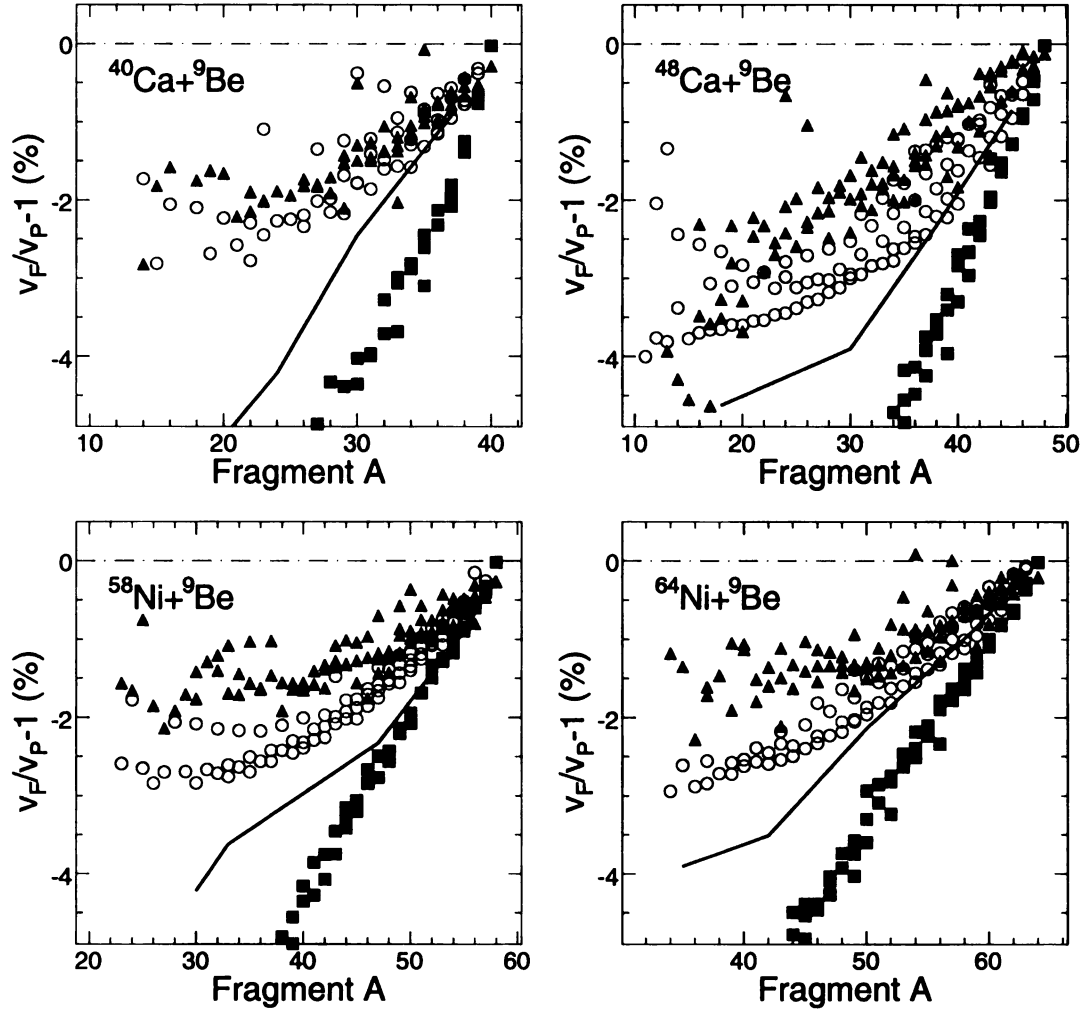 0
-2
-4
⁴⁰Ca+⁹Be
v_F/v_P-1 (%)
10 20 30 40
Fragment A
0
-2
-4
⁴⁸Ca+⁹Be
v_F/v_P-1 (%)
10 20 30 40 50
Fragment A
0
-2
-4
⁵⁸Ni+⁹Be
v_F/v_P-1 (%)
20 30 40 50 60
Fragment A
0
-2
-4
⁶⁴Ni+⁹Be
v_F/v_P-1 (%)
40 50 60
Fragment A